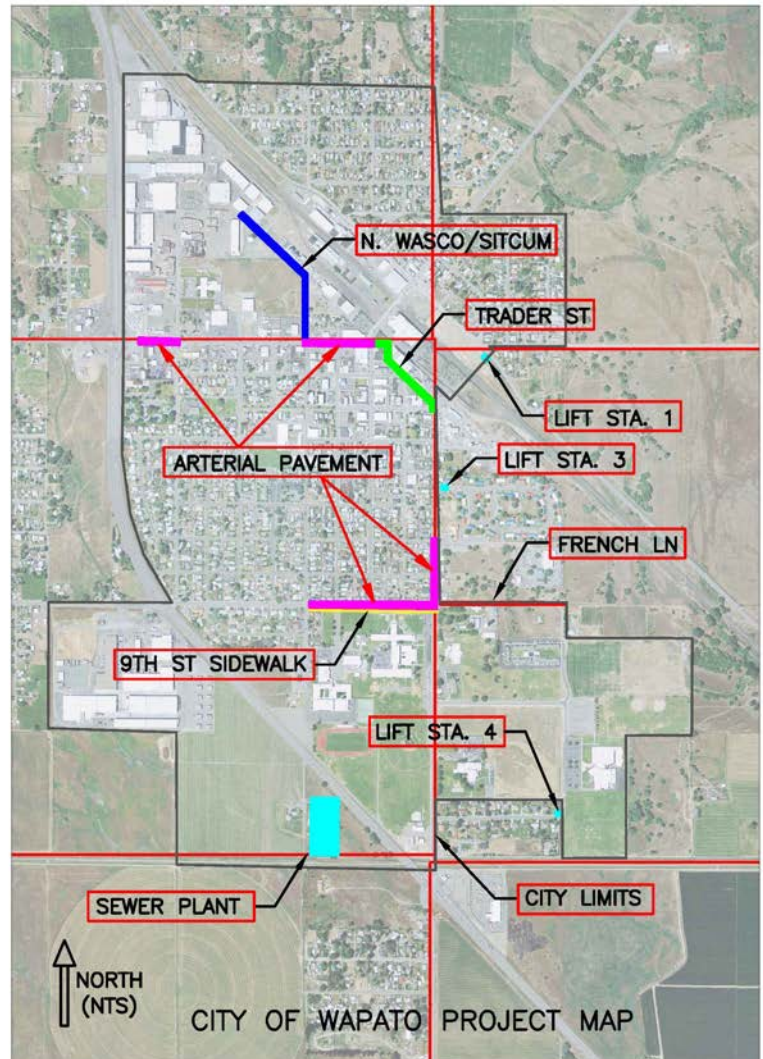 N. WASCO/SITCUM
TRADER ST
LIFT STA. 1
ARTERIAL PAVEMENT
LIFT STA. 3
FRENCH LN
9TH ST SIDEWALK
LIFT STA. 4
SEWER PLANT
CITY LIMITS
NORTH
(NTS)
CITY OF WAPATO PROJECT MAP